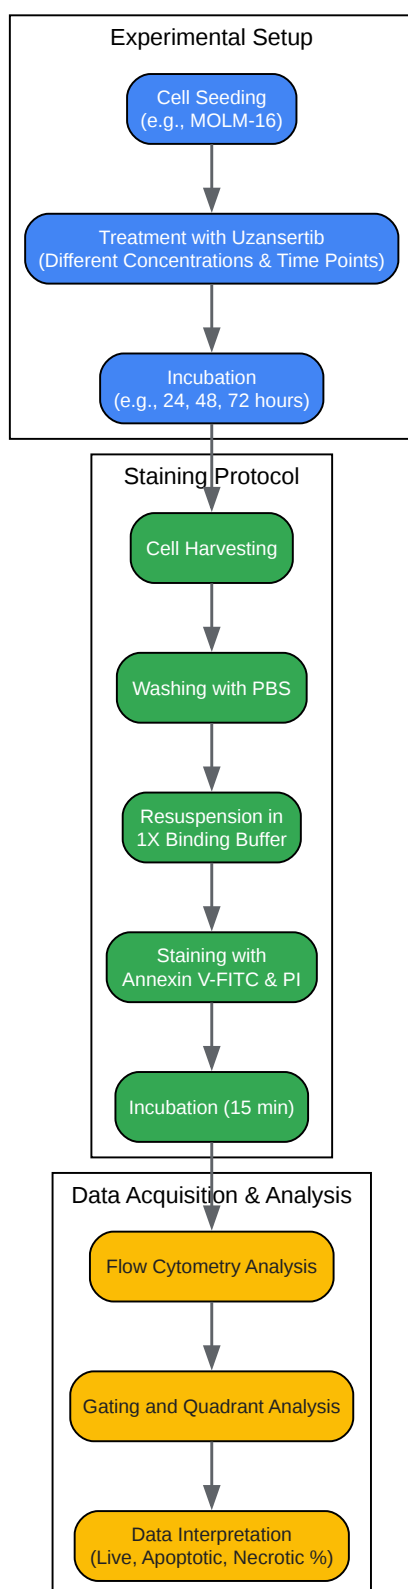 Experimental Setup
Cell Seeding
(e.g., MOLM-16)
Treatment with Uzansertib
(Different Concentrations & Time Points)
Incubation
(e.g., 24, 48, 72 hours)
Staining Protocol
Cell Harvesting
Washing with PBS
Resuspension in
1X Binding Buffer
Staining with
Annexin V-FITC & PI
Incubation (15 min)
Data Acquisition & Analysis
Flow Cytometry Analysis
Gating and Quadrant Analysis
Data Interpretation
(Live, Apoptotic, Necrotic %)